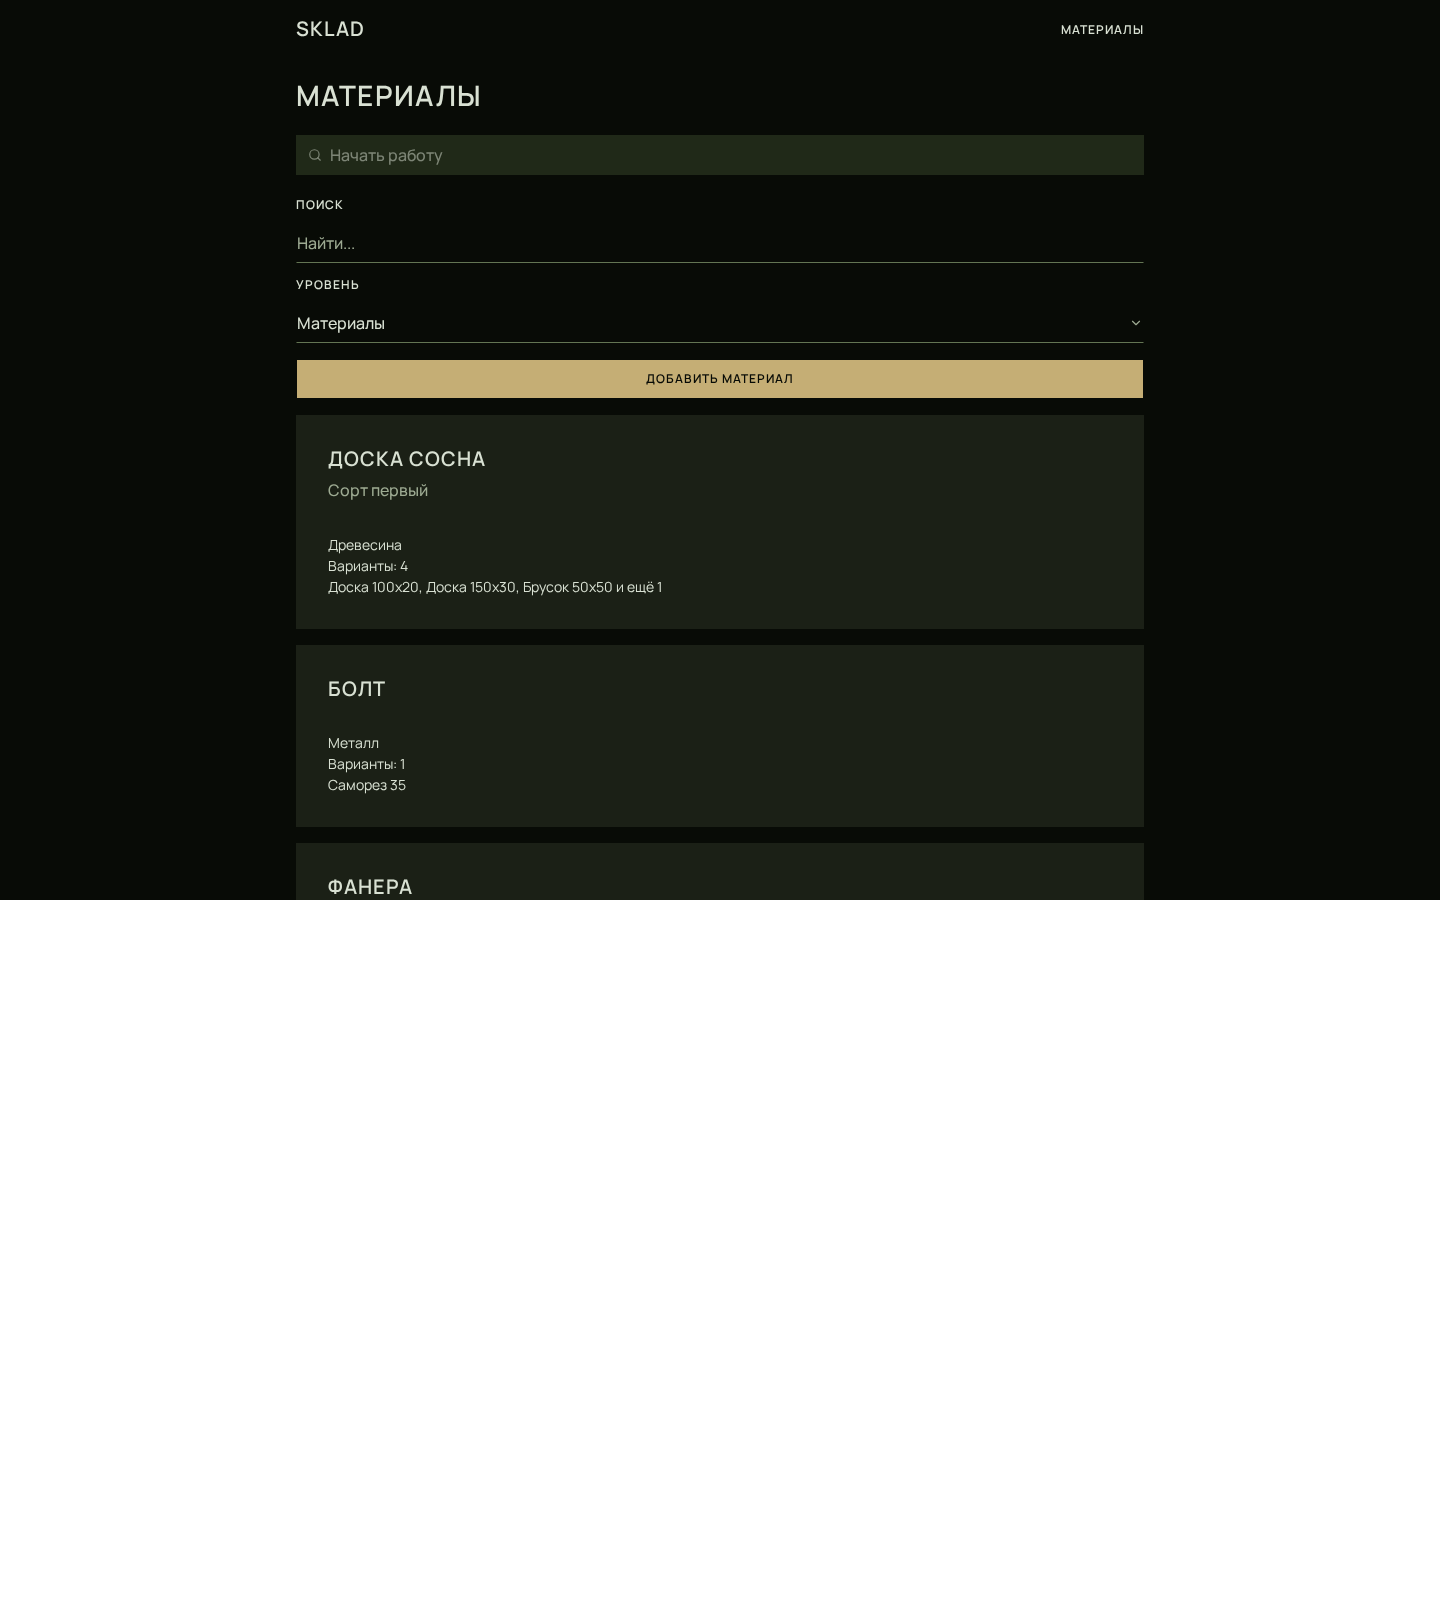 SKLAD
МАТЕРИАЛЫ
МАТЕРИАЛЫ
Начать работу
ПОИСК
Найти...
УРОВЕНЬ
Материалы
ДОБАВИТЬ МАТЕРИАЛ
ДОСКА СОСНА
Сорт первый
Древесина
Варианты: 4
Доска 100x20, Доска 150x30, Брусок 50x50 и ещё 1
БОЛТ
Металл
Варианты: 1
Саморез 35
ФАНЕРА